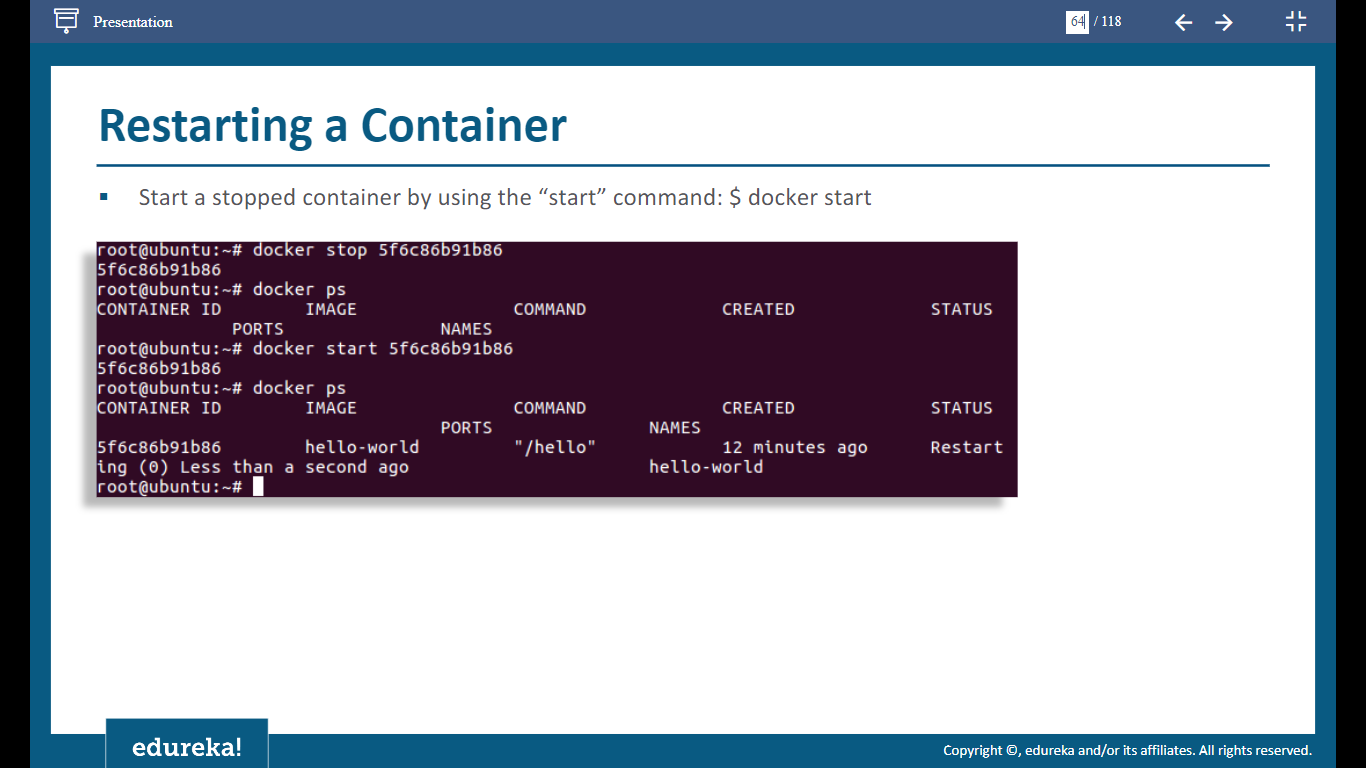 Presentation
64 / 118
Restarting a Container
▪ Start a stopped container by using the “start” command: $ docker start
root@ubuntu:~# docker stop 5f6c86b91b86
5f6c86b91b86
root@ubuntu:~# docker ps
CONTAINER ID        IMAGE               COMMAND             CREATED             STATUS
             PORTS               NAMES
root@ubuntu:~# docker start 5f6c86b91b86
5f6c86b91b86
root@ubuntu:~# docker ps
CONTAINER ID        IMAGE               COMMAND             CREATED             STATUS
                                 PORTS               NAMES
5f6c86b91b86        hello-world         "/hello"            12 minutes ago      Restart
ing (0) Less than a second ago                       hello-world
root@ubuntu:~#
edureka!
Copyright ©, edureka and/or its affiliates. All rights reserved.